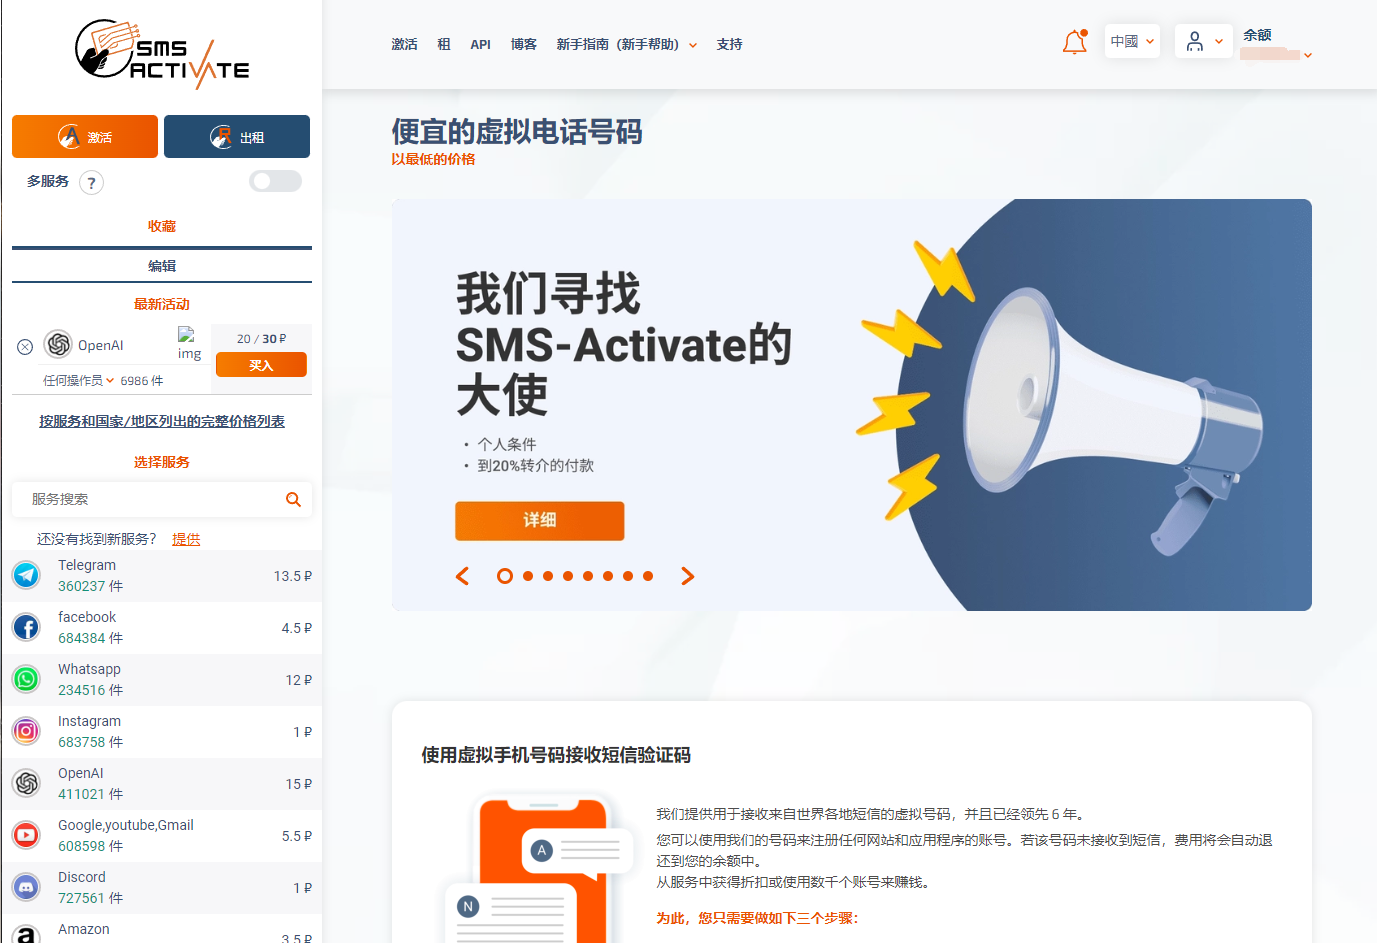 SMS
ACTIVATE
激活
租
API
博客
新手指南（新手帮助）
支持
中國
余额
激活
出租
多服务
?
收藏
编辑
最新活动
OpenAI
img
20 / 30 ₽
买入
任何操作员
6986 件
按服务和国家/地区列出的完整价格列表
选择服务
服务搜索
还没有找到新服务？
提供
Telegram
360237 件
13.5 ₽
facebook
684384 件
4.5 ₽
Whatsapp
234516 件
12 ₽
Instagram
683758 件
1 ₽
OpenAI
411021 件
15 ₽
Google,youtube,Gmail
608598 件
5.5 ₽
Discord
727561 件
1 ₽
Amazon
3.5 ₽
便宜的虚拟电话号码
以最低的价格
我们寻找
SMS-Activate的
大使
• 个人条件
• 到20%转介的付款
详细
使用虚拟手机号码接收短信验证码
A
N
我们提供用于接收来自世界各地短信的虚拟号码，并且已经领先 6 年。
您可以使用我们的号码来注册任何网站和应用程序的账号。若该号码未接收到短信，费用将会自动退
还到您的余额中。
从服务中获得折扣或使用数千个账号来赚钱。
为此，您只需要做如下三个步骤：